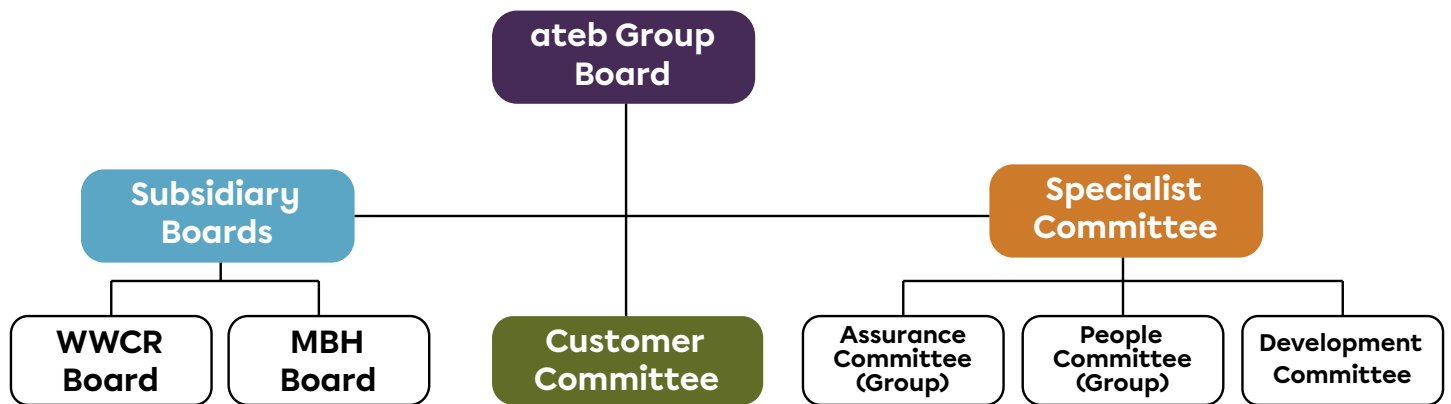 ateb Group
Board
Subsidiary
Boards
Specialist
Committee
WWCR
Board
MBH
Board
Customer
Committee
Assurance
Committee
(Group)
People
Committee
(Group)
Development
Committee